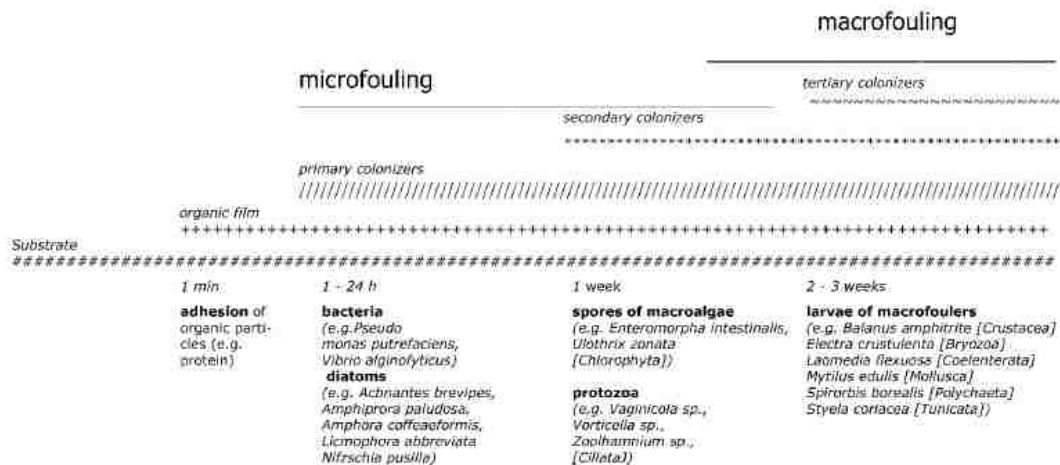 macrofouling
microfouling
tertiary colonizers
secondary colonizers
primary colonizers
organic film
Substrate
1 min
adhesion of
organic parti-
cles (e.g.
protein)
1 - 24 h
bacteria
(e.g.Pseudo
monas putrefaciens,
Vibrio alginofyticus)
diatoms
(e.g. Achnantes brevipes,
Amphiprora paludosa,
Amphora coffeaeformis,
Licmophora abbreviata
Nifzschia pusilla)
1 week
spores of macroalgae
(e.g. Enteromorpha intestinalis,
Ulothrix zonata
[Chlorophyta])
protozoa
(e.g. Vaginicola sp.,
Vorticella sp.,
Zoolhamnium sp.,
[Ciliata])
2 - 3 weeks
larvae of macrofoulers
(e.g. Balanus amphitrite [Crustacea]
Electra crustulenta [Bryozoa]
Laomedia flexuosa [Coelenterata]
Mytilus edulis [Mollusca]
Spirorbis borealis [Polychaeta]
Styela coriacea [Tunicata])